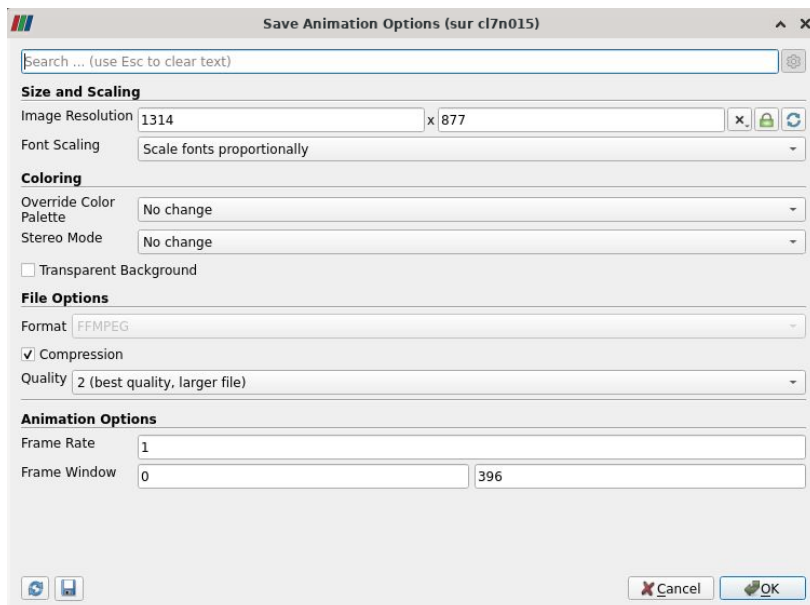 Save Animation Options (sur cl7n015)
Search ... (use Esc to clear text)
Size and Scaling
Image Resolution 1314 x 877
Font Scaling Scale fonts proportionally
Coloring
Override Color
Palette No change
Stereo Mode No change
Transparent Background
File Options
Format FFMPEG
Compression
Quality 2 (best quality, larger file)
Animation Options
Frame Rate 1
Frame Window 0 396
Cancel OK